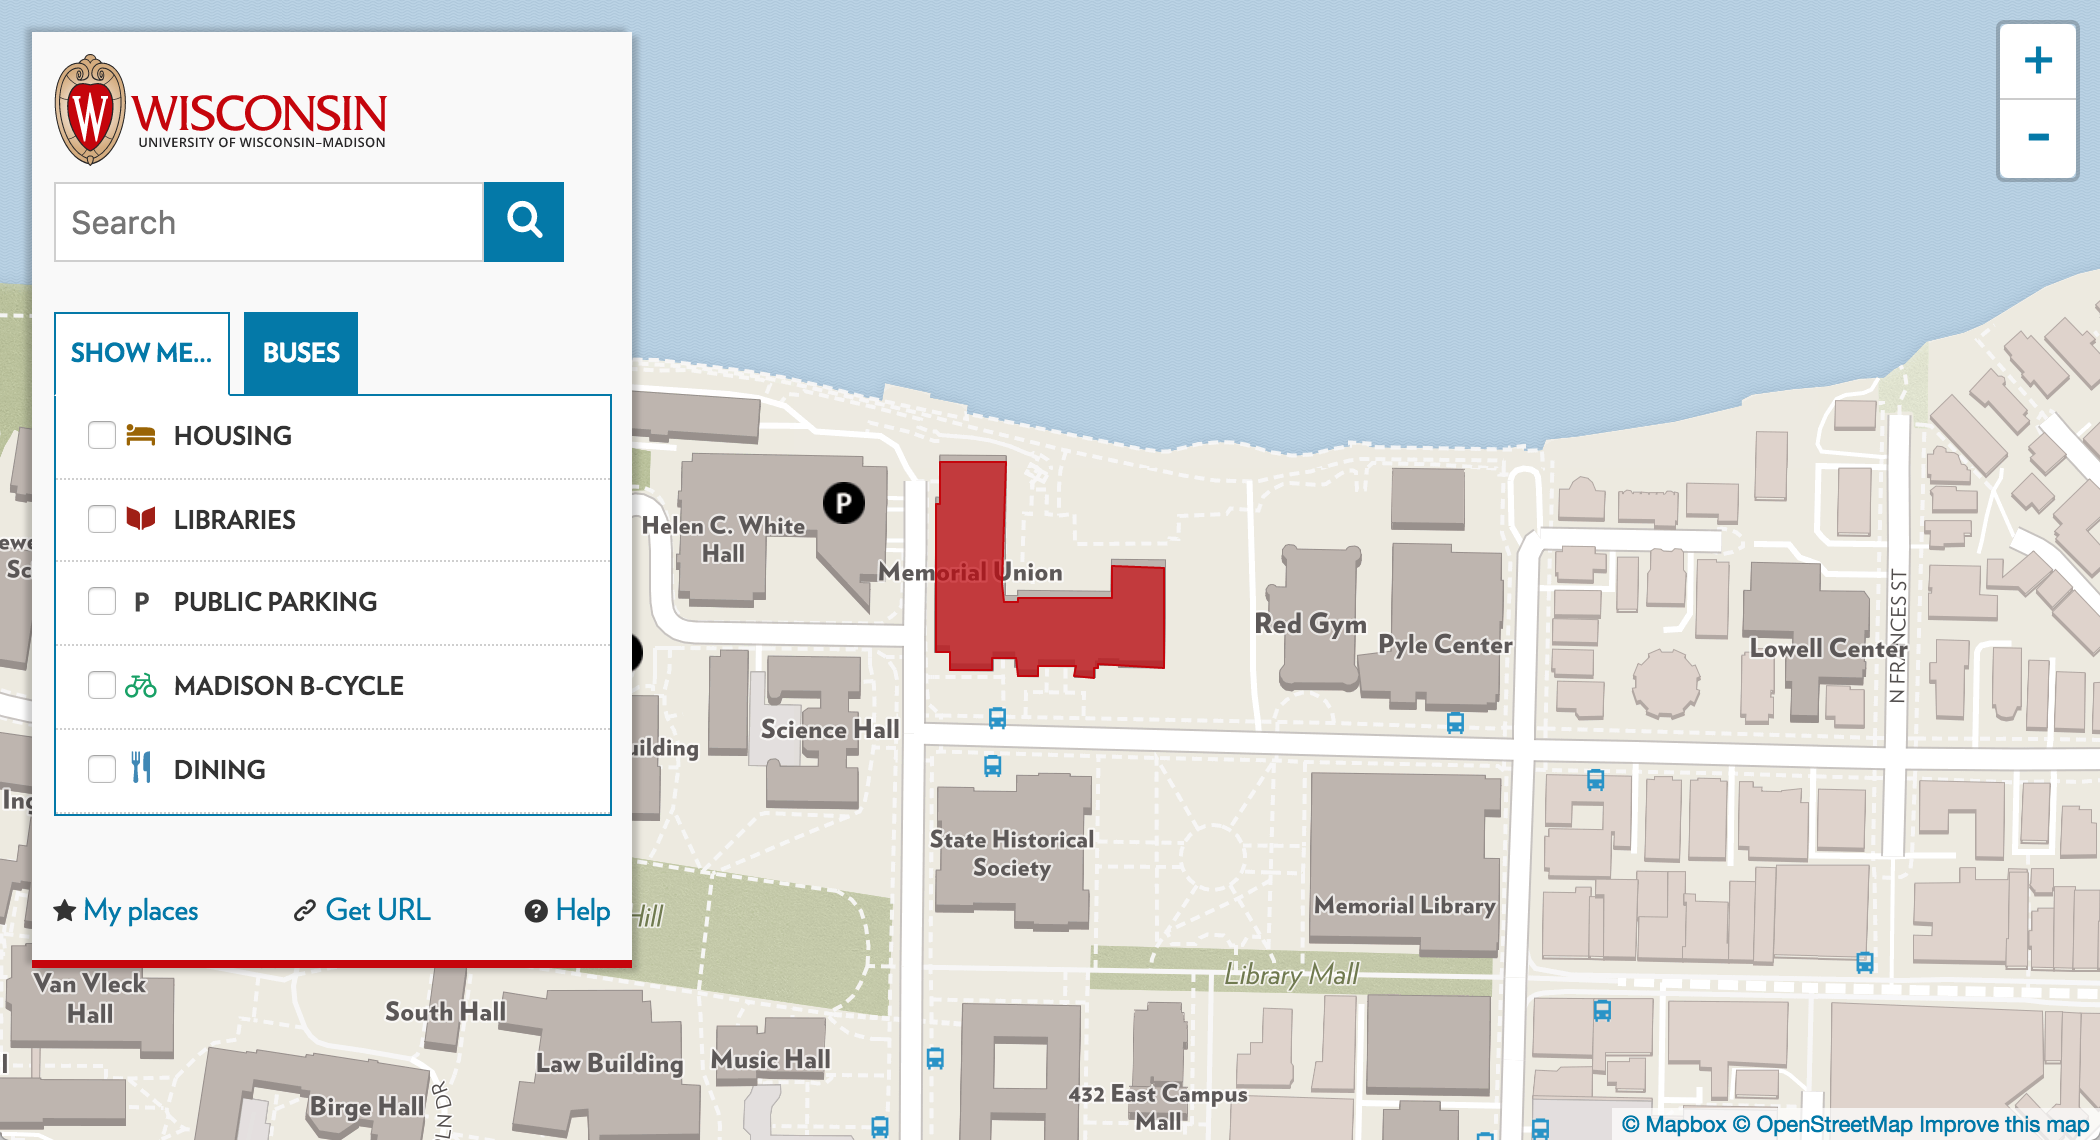 W WISCONSIN
UNIVERSITY OF WISCONSIN–MADISON
Search
SHOW ME...
BUSES
HOUSING
LIBRARIES
P PUBLIC PARKING
MADISON B-CYCLE
DINING
My places
Get URL
? Help
+
-
P
Helen C. White
Hall
Memorial Union
Red Gym
Pyle Center
Lowell Center
N FRANCES ST
Science Hall
State Historical
Society
Memorial Library
Library Mall
Hill
Van Vleck
Hall
South Hall
Law Building
Music Hall
Birge Hall
432 East Campus
Mall
© Mapbox © OpenStreetMap Improve this map